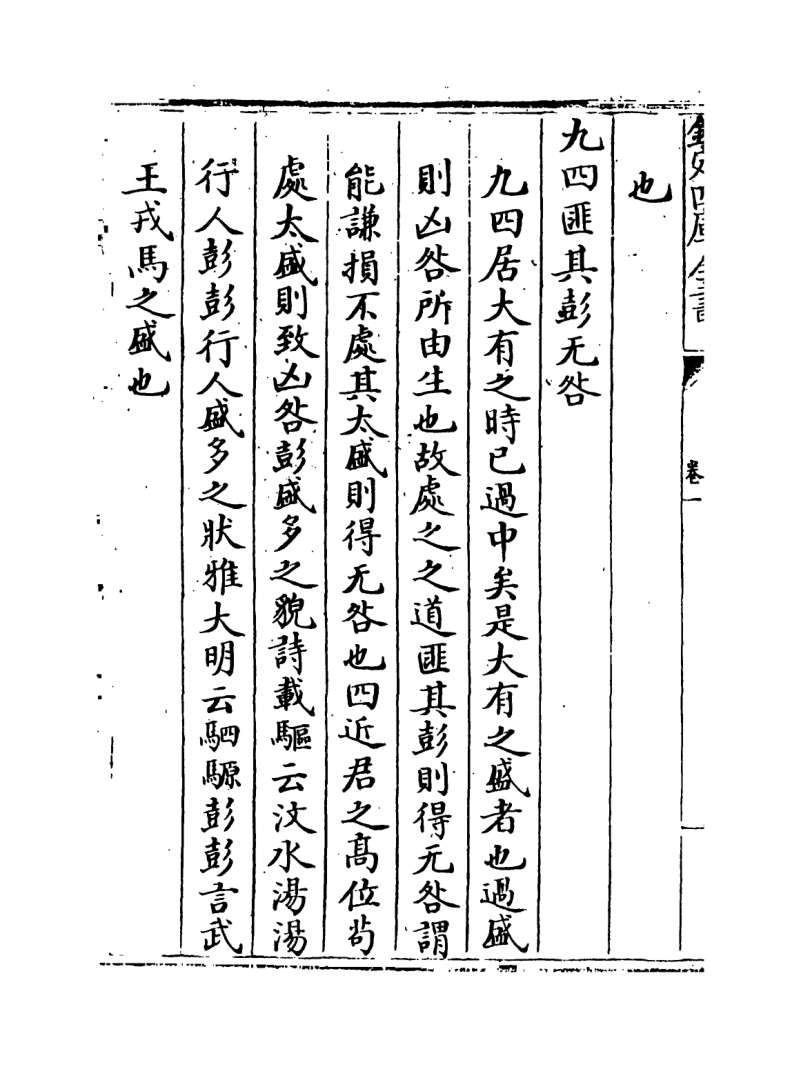 欽定四庫全書
卷一
也
九四匪其彭无咎
九四居大有之時已過中矣是大有之盛者也過盛
則凶咎所由生也故處之之道匪其彭則得无咎謂
能謙損不處其太盛則得无咎也四近君之髙位茍
處太盛則致凶咎彭盛多之貌詩載驅云汶水湯湯
行人彭彭行人盛多之狀雅大明云駟騵彭彭言武
王戎馬之盛也